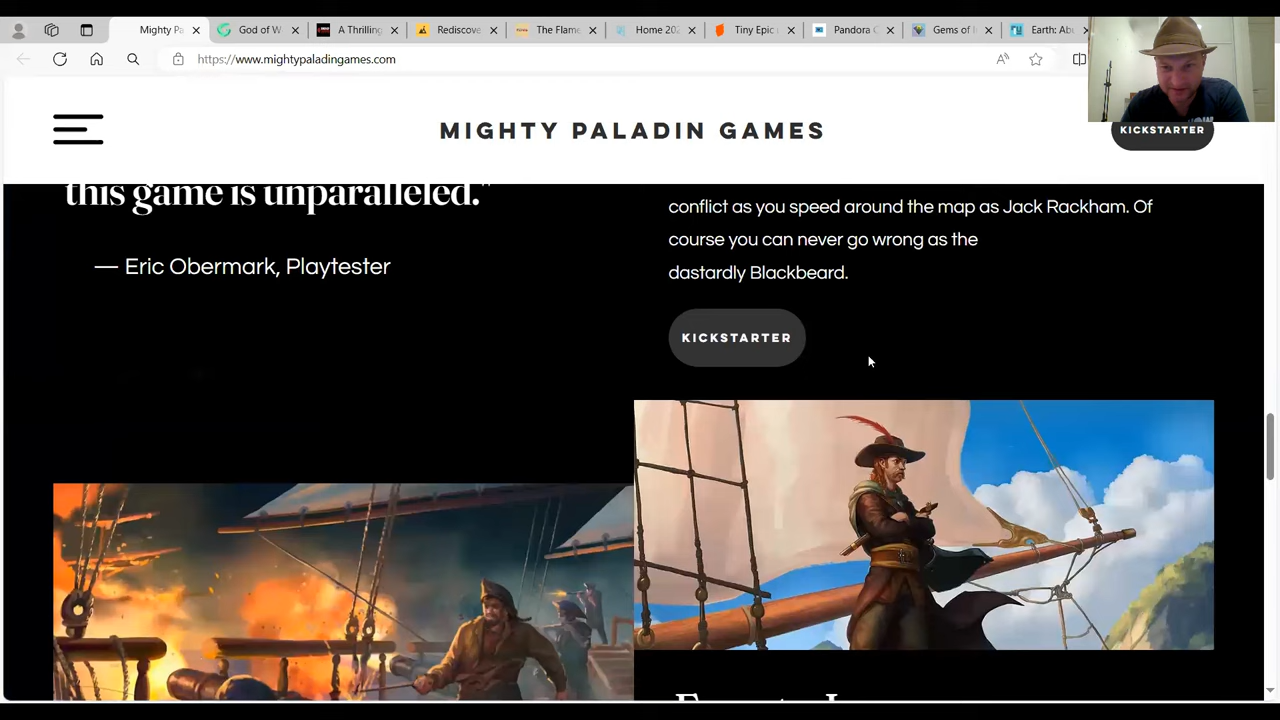 Mighty Pa
God of W
A Thrilling
Rediscove
The Flame
Home 202
Tiny Epic
Pandora C
Gems of I
Earth: Ab
https://www.mightypaladingames.com
MIGHTY PALADIN GAMES
KICKSTARTER
this game is unparalleled."
— Eric Obermark, Playtester
conflict as you speed around the map as Jack Rackham. Of
course you can never go wrong as the
dastardly Blackbeard.
KICKSTARTER